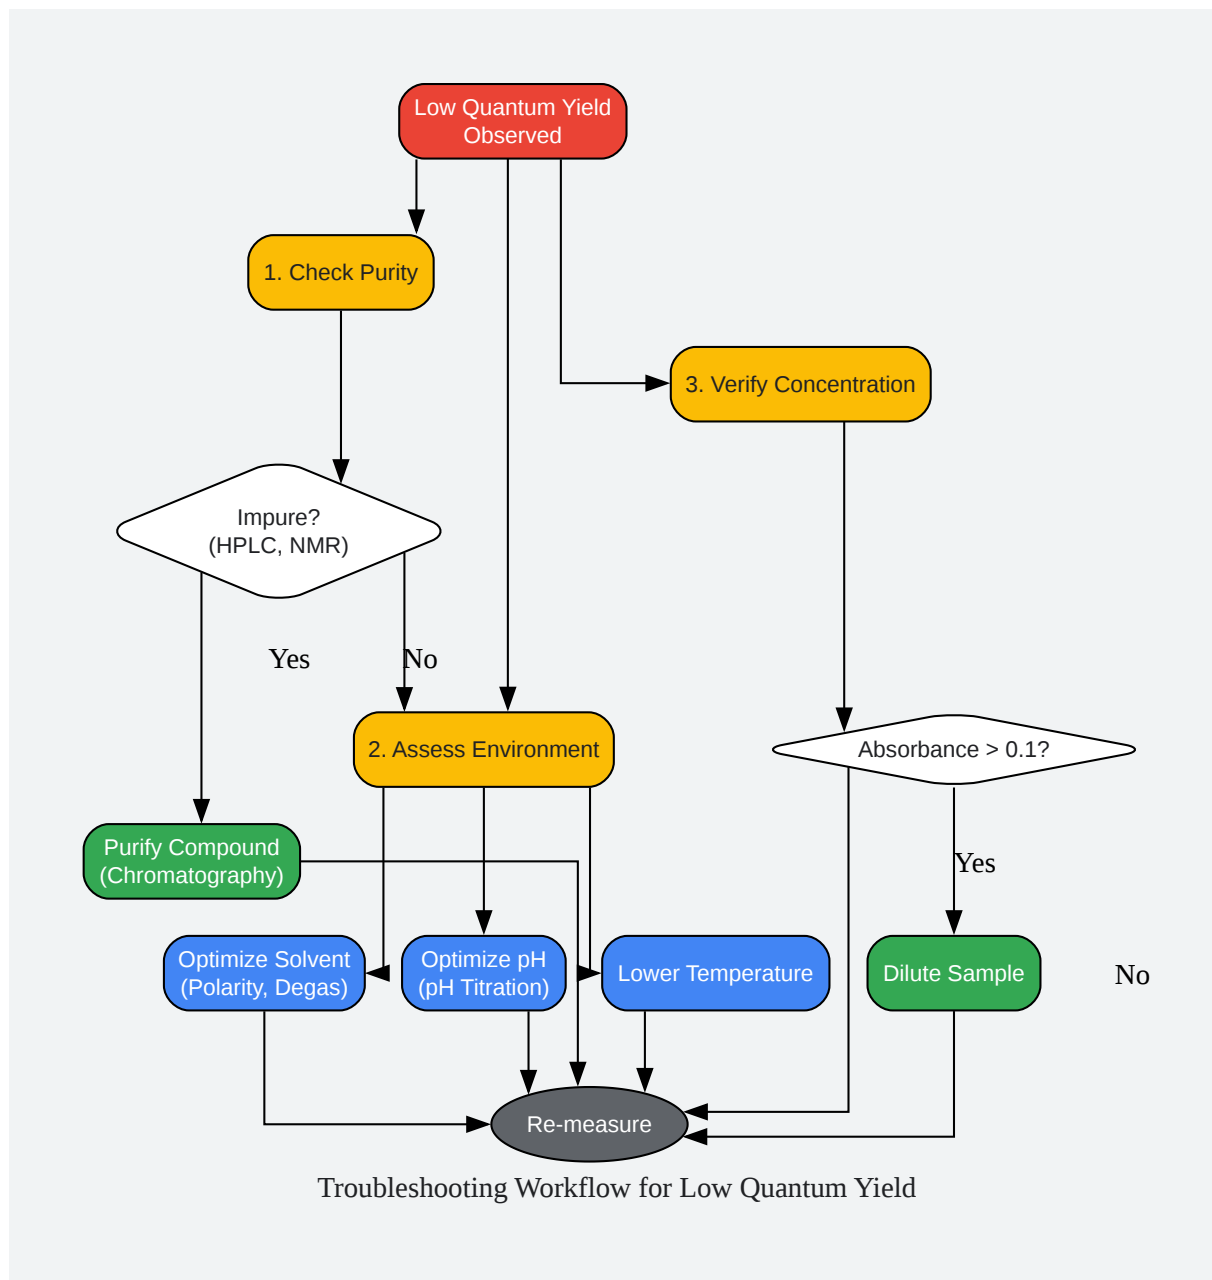 Low Quantum Yield
Observed
1. Check Purity
3. Verify Concentration
Impure?
(HPLC, NMR)
Yes
No
2. Assess Environment
Absorbance > 0.1?
Purify Compound
(Chromatography)
Yes
Optimize Solvent
(Polarity, Degas)
Optimize pH
(pH Titration)
Lower Temperature
Dilute Sample
No
Re-measure
Troubleshooting Workflow for Low Quantum Yield